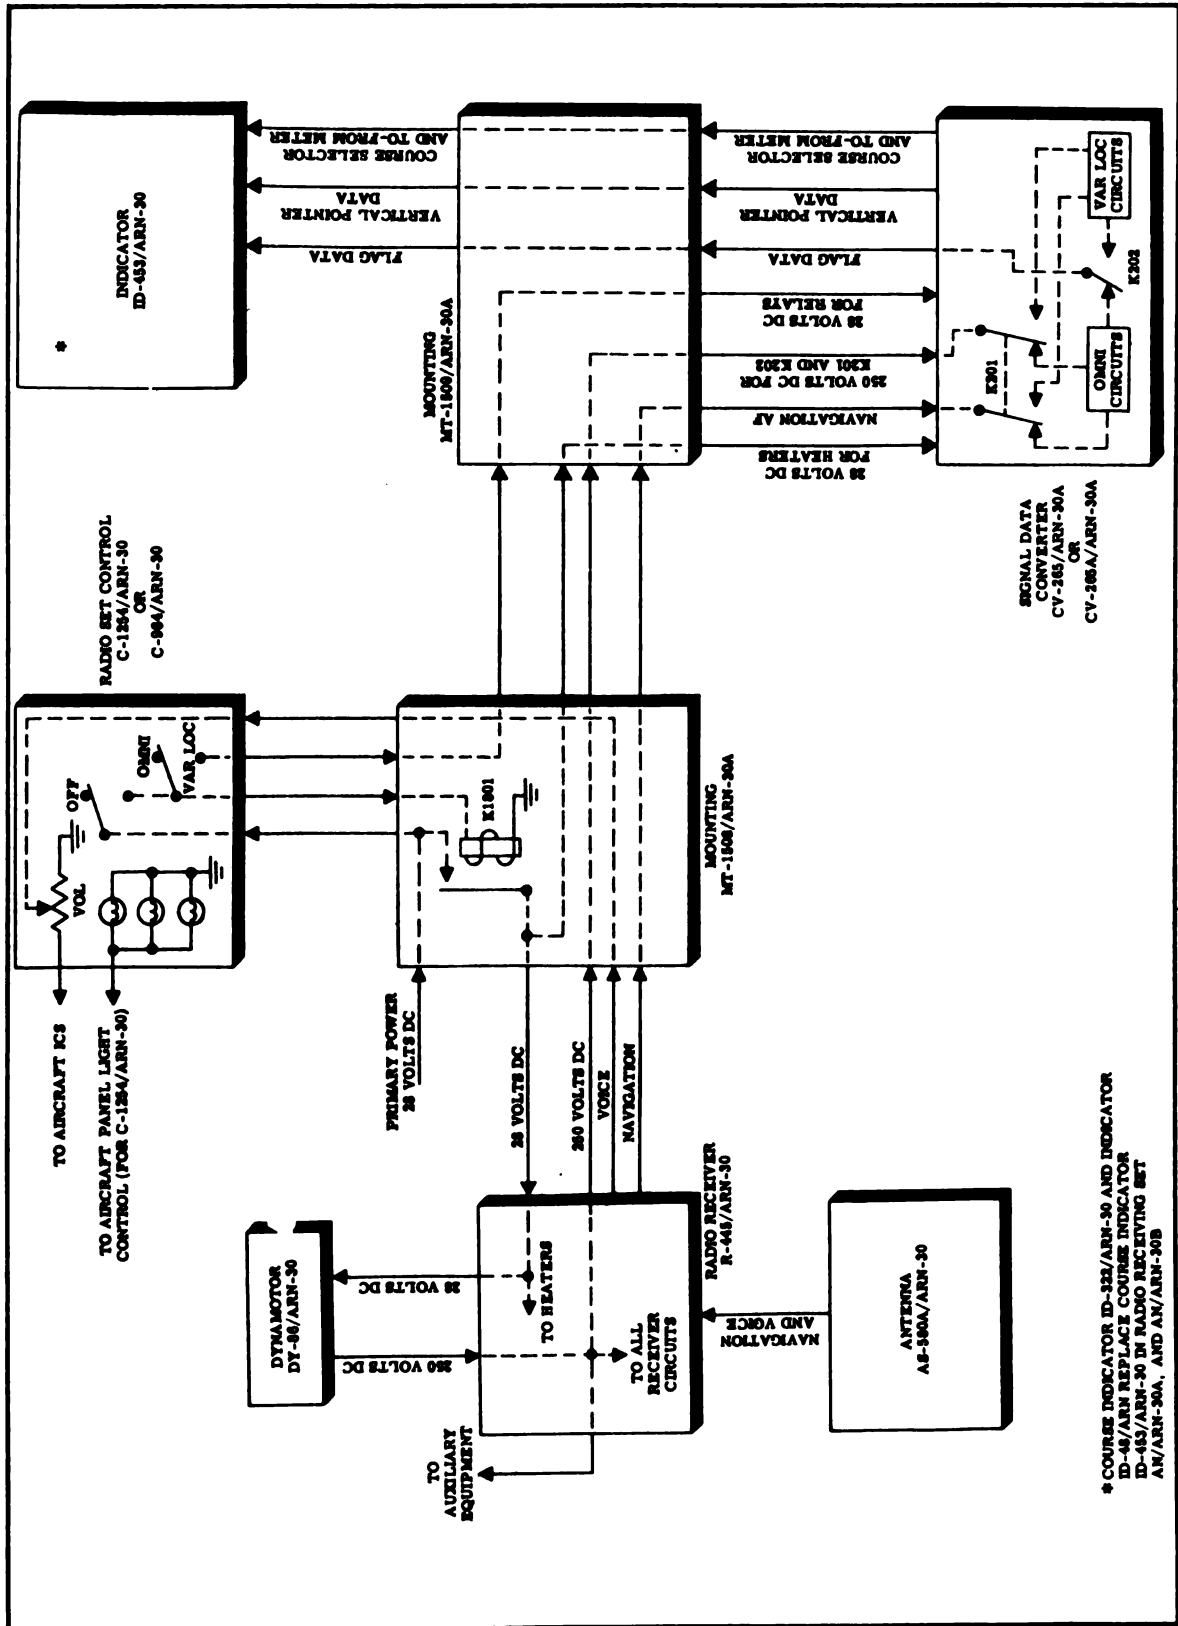 INDICATOR
ID-453/ARN-30
*
COURSE SELECTOR
AND TO-FROM METER
VERTICAL POINTER
DATA
FLAG DATA
MOUNTING
MT-1509/ARN-30A
COURSE SELECTOR
AND TO-FROM METER
VERTICAL POINTER
DATA
FLAG DATA
28 VOLTS DC
FOR RELAYS
250 VOLTS DC FOR
K201 AND K202
NAVIGATION AF
28 VOLTS DC
FOR HEATERS
VAR LOC
CIRCUITS
K202
K201
OMNI
CIRCUITS
SIGNAL DATA
CONVERTER
CV-265/ARN-30A
OR
CV-265A/ARN-30A
RADIO SET CONTROL
C-1254/ARN-30
OR
C-964/ARN-30
OFF
OMNI
VAR LOC
VOL
TO AIRCRAFT ICS
TO AIRCRAFT PANEL LIGHT
CONTROL (FOR C-1254/ARN-30)
K1801
MOUNTING
MT-1508/ARN-30A
PRIMARY POWER
28 VOLTS DC
28 VOLTS DC
250 VOLTS DC
VOICE
NAVIGATION
DYNAMOTOR
DY-86/ARN-30
28 VOLTS DC
250 VOLTS DC
TO HEATERS
TO ALL
RECEIVER
CIRCUITS
RADIO RECEIVER
R-445/ARN-30
TO
AUXILIARY
EQUIPMENT
NAVIGATION
AND VOICE
ANTENNA
AS-580A/ARN-30
* COURSE INDICATOR ID-322/ARN-30 AND INDICATOR
ID-48/ARN REPLACE COURSE INDICATOR
ID-453/ARN-30 IN RADIO RECEIVING SET
AN/ARN-30A, AND AN/ARN-30B